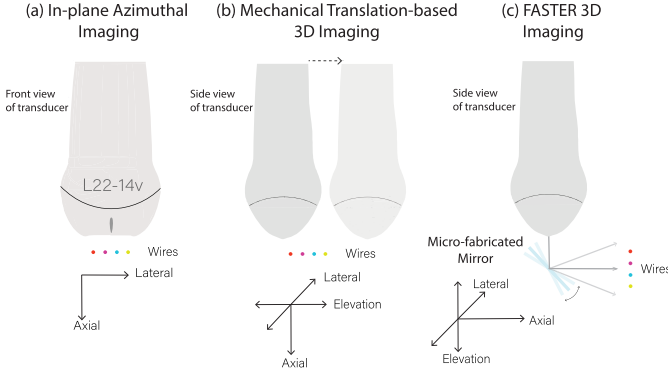 (a) In-plane Azimuthal
Imaging
(b) Mechanical Translation-based
3D Imaging
(c) FASTER 3D
Imaging
Front view
of transducer
L22-14v
Wires
Lateral
Axial
Side view
of transducer
Wires
Lateral
Elevation
Axial
Side view
of transducer
Micro-fabricated
Mirror
Wires
Lateral
Axial
Elevation